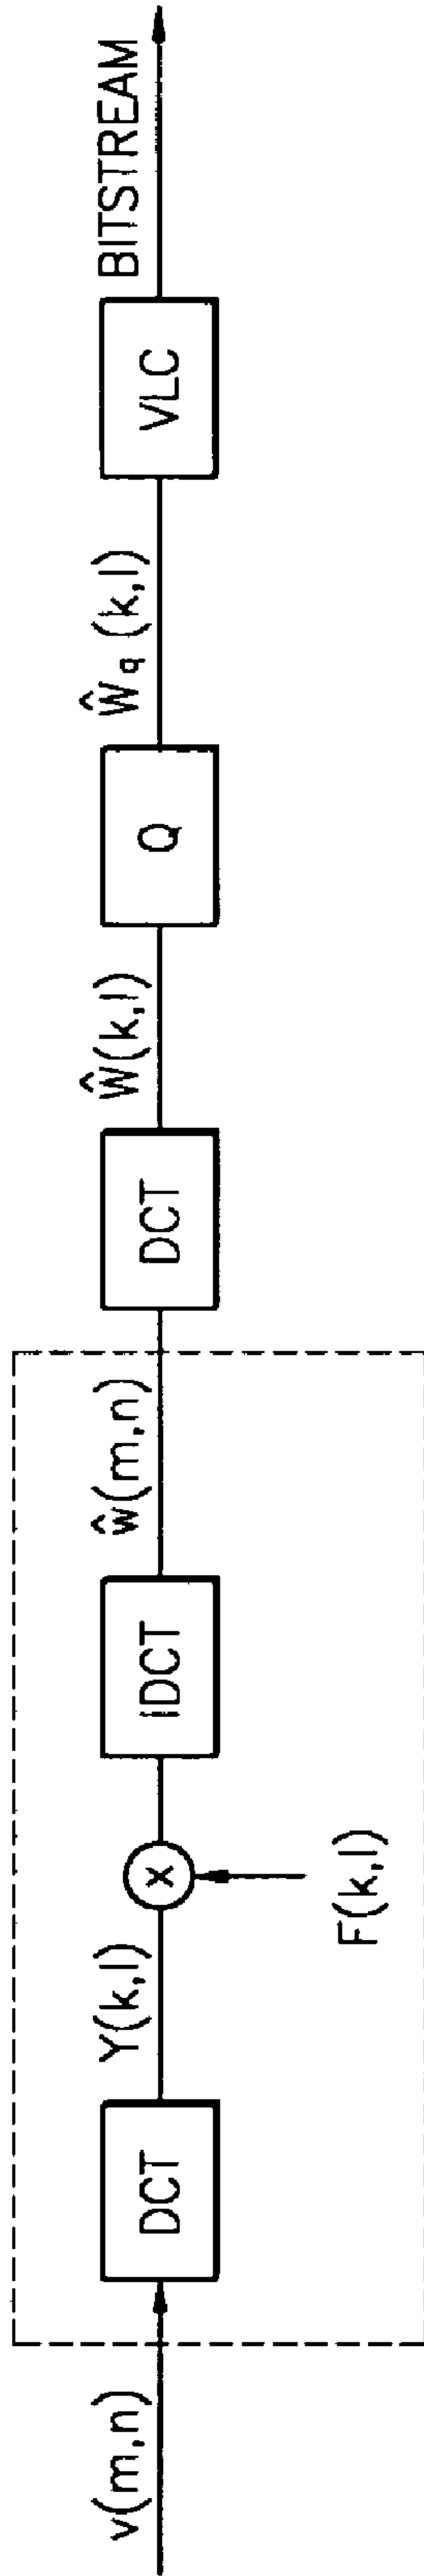 v(m,n)
DCT
Y(k,l)
x
F(k,l)
IDCT
ŵ(m,n)
DCT
Ŵ(k,l)
Q
Ŵq(k,l)
VLC
BITSTREAM